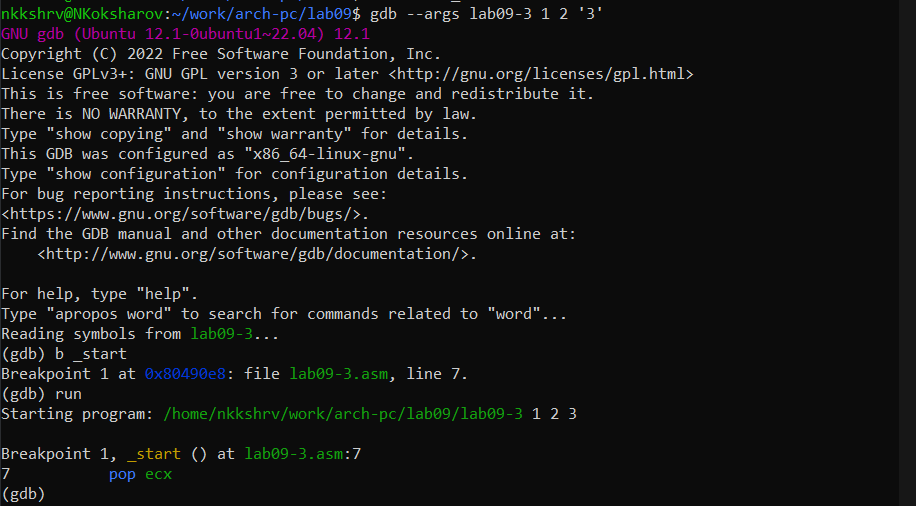 nkkshrv@NKoksharov:~/work/arch-pc/lab09$ gdb --args lab09-3 1 2 '3'
GNU gdb (Ubuntu 12.1-0ubuntu1~22.04) 12.1
Copyright (C) 2022 Free Software Foundation, Inc.
License GPLv3+: GNU GPL version 3 or later <http://gnu.org/licenses/gpl.html>
This is free software: you are free to change and redistribute it.
There is NO WARRANTY, to the extent permitted by law.
Type "show copying" and "show warranty" for details.
This GDB was configured as "x86_64-linux-gnu".
Type "show configuration" for configuration details.
For bug reporting instructions, please see:
<https://www.gnu.org/software/gdb/bugs/>.
Find the GDB manual and other documentation resources online at:
    <http://www.gnu.org/software/gdb/documentation/>.

For help, type "help".
Type "apropos word" to search for commands related to "word"...
Reading symbols from lab09-3...
(gdb) b _start
Breakpoint 1 at 0x80490e8: file lab09-3.asm, line 7.
(gdb) run
Starting program: /home/nkkshrv/work/arch-pc/lab09/lab09-3 1 2 3

Breakpoint 1, _start () at lab09-3.asm:7
7           pop ecx
(gdb)